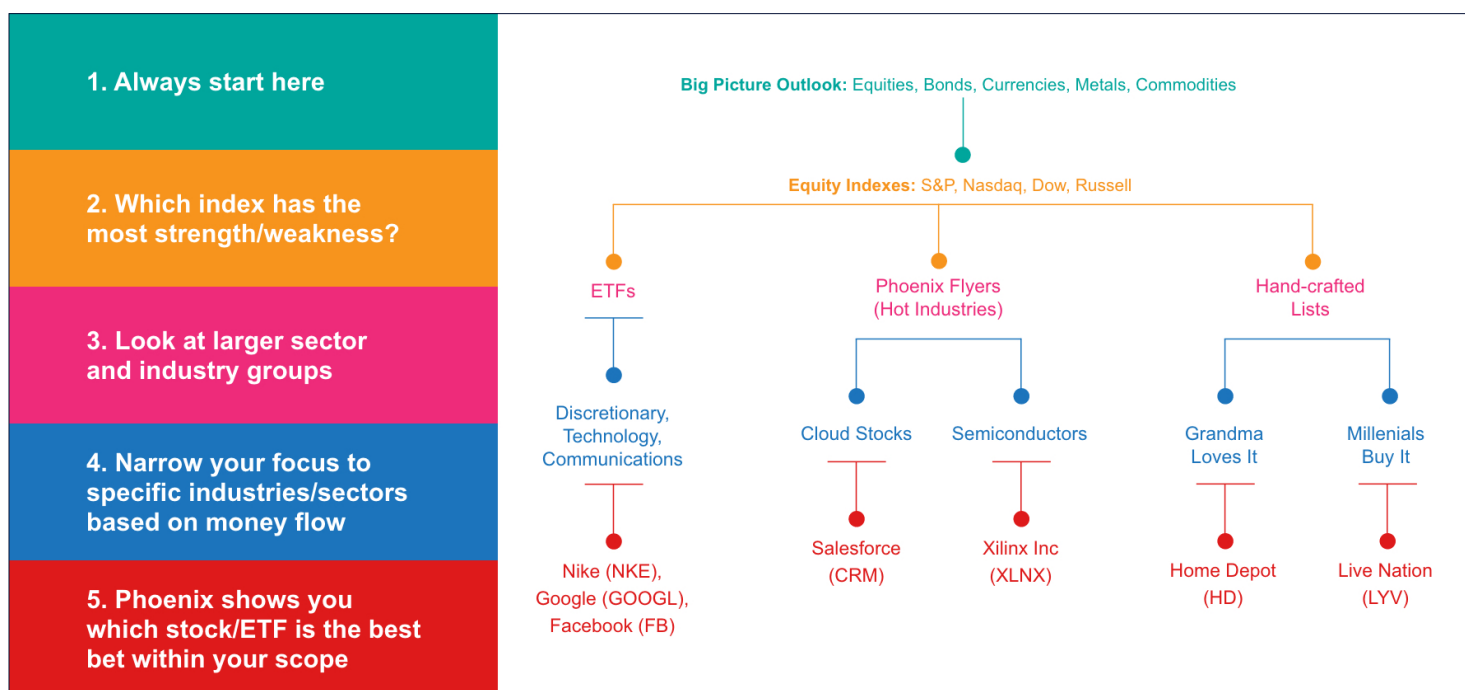 1. Always start here
2. Which index has the
most strength/weakness?
3. Look at larger sector
and industry groups
4. Narrow your focus to
specific industries/sectors
based on money flow
5. Phoenix shows you
which stock/ETF is the best
bet within your scope
Big Picture Outlook: Equities, Bonds, Currencies, Metals, Commodities
Equity Indexes: S&P, Nasdaq, Dow, Russell
ETFs
Phoenix Flyers
(Hot Industries)
Hand-crafted
Lists
Discretionary,
Technology,
Communications
Cloud Stocks
Semiconductors
Grandma
Loves It
Millenials
Buy It
Nike (NKE),
Google (GOOGL),
Facebook (FB)
Salesforce
(CRM)
Xilinx Inc
(XLNX)
Home Depot
(HD)
Live Nation
(LYV)